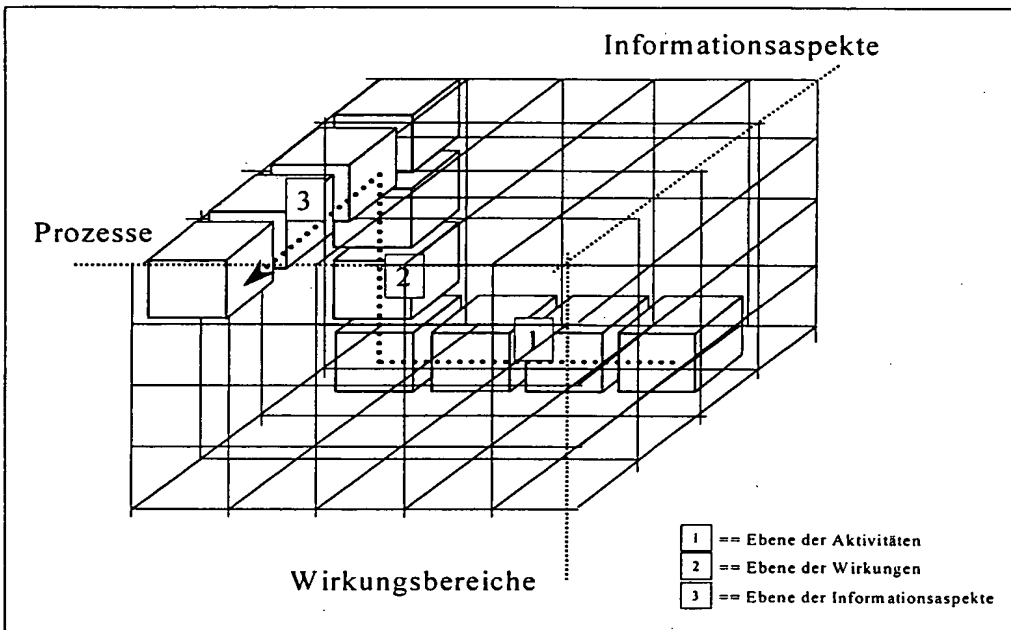 Informationsaspekte
3
Prozesse
2
1
Wirkungsbereiche
1 == Ebene der Aktivitäten
2 == Ebene der Wirkungen
3 == Ebene der Informationsaspekte